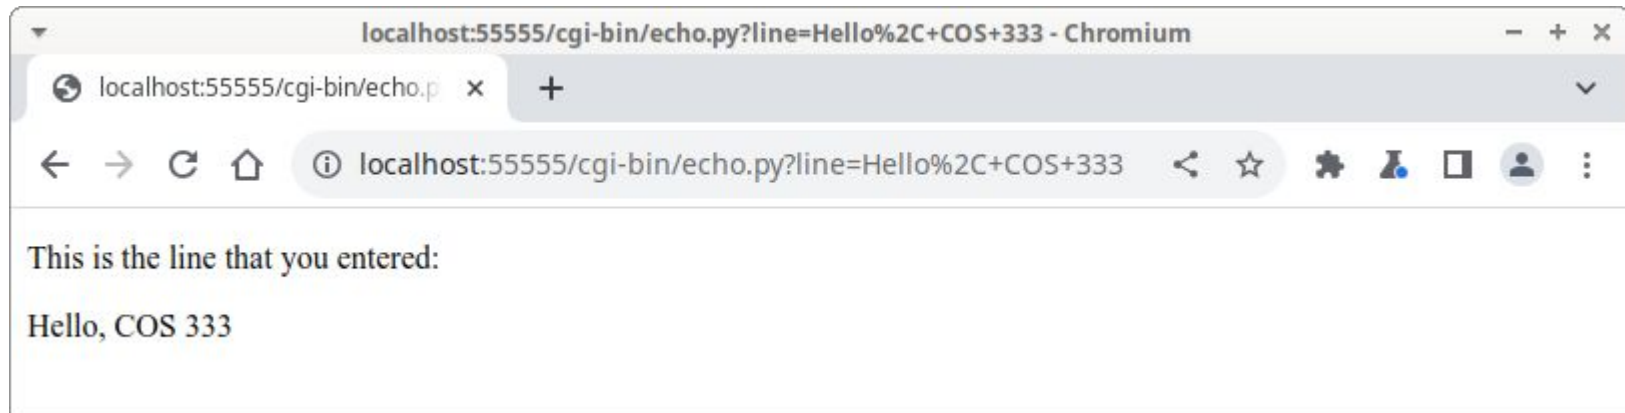 localhost:55555/cgi-bin/echo.py?line=Hello%2C+COS+333 - Chromium
localhost:55555/cgi-bin/echo.p
localhost:55555/cgi-bin/echo.py?line=Hello%2C+COS+333
This is the line that you entered:
Hello, COS 333